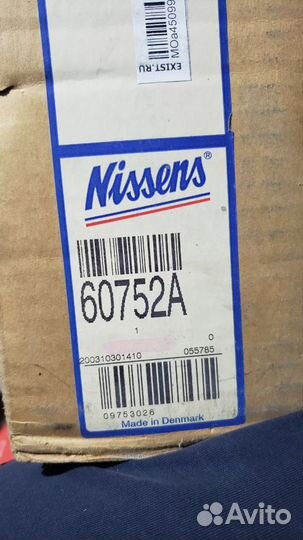 EXIST.RU
MOa45099
Nissens®
60752A
1
0
200310301410 055785
09753026
Made in Denmark
Avito